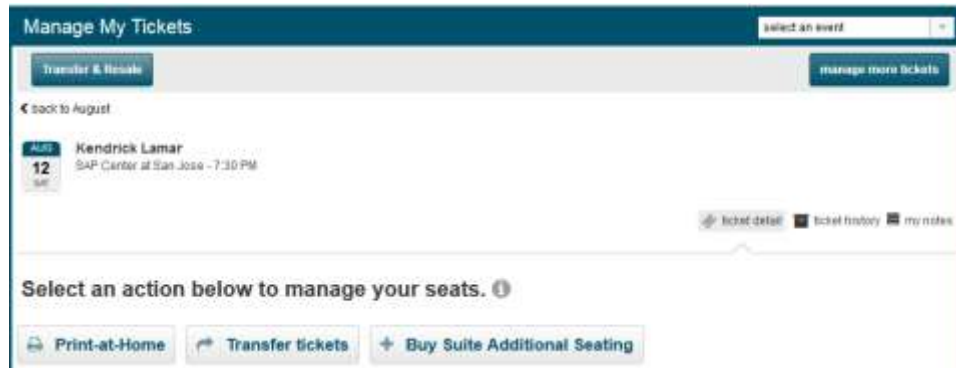 Manage My Tickets
select an event
Transfer & Resale
manage more tickets
back to August
AUG
12
SAT
Kendrick Lamar
SAP Center at San Jose - 7:30 PM
ticket detail ticket history my notes
Select an action below to manage your seats.
Print-at-Home Transfer tickets + Buy Suite Additional Seating